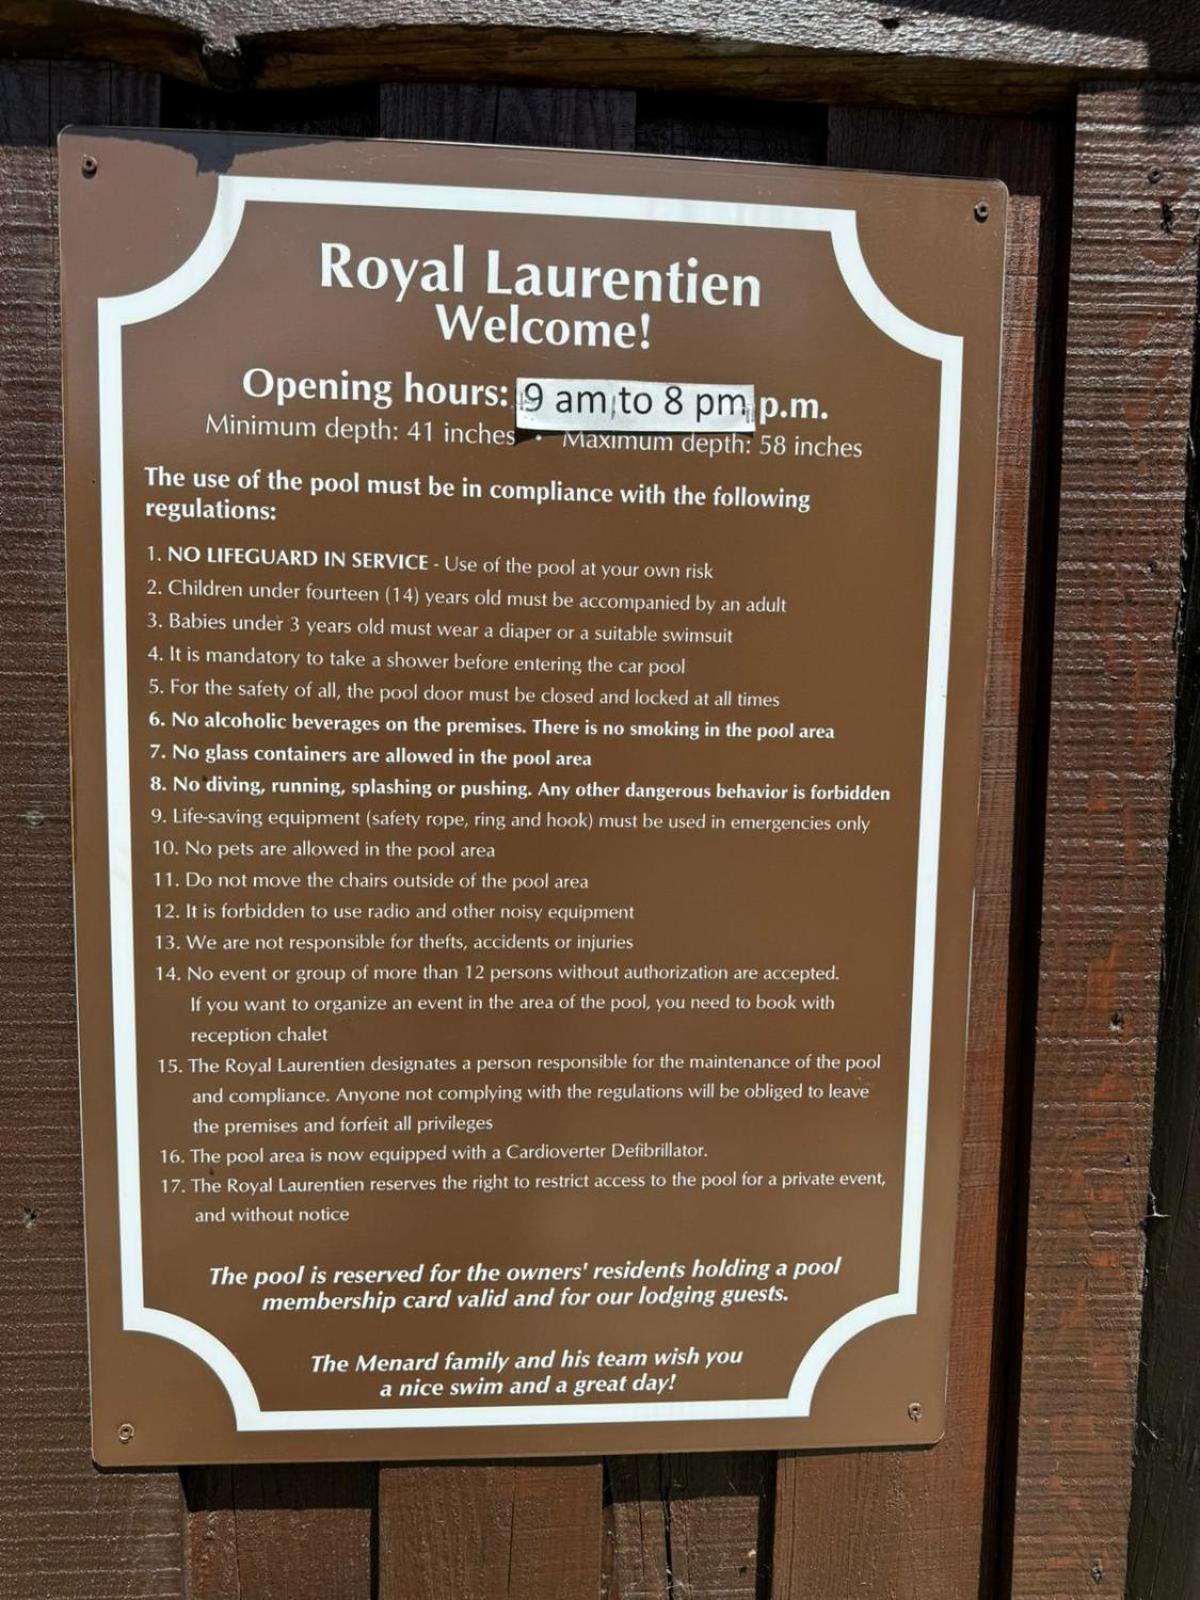 Royal Laurentien
Welcome!
Opening hours: 9 am to 8 pm p.m.
Minimum depth: 41 inches • Maximum depth: 58 inches
The use of the pool must be in compliance with the following
regulations:
1. NO LIFEGUARD IN SERVICE - Use of the pool at your own risk
2. Children under fourteen (14) years old must be accompanied by an adult
3. Babies under 3 years old must wear a diaper or a suitable swimsuit
4. It is mandatory to take a shower before entering the car pool
5. For the safety of all, the pool door must be closed and locked at all times
6. No alcoholic beverages on the premises. There is no smoking in the pool area
7. No glass containers are allowed in the pool area
8. No diving, running, splashing or pushing. Any other dangerous behavior is forbidden
9. Life-saving equipment (safety rope, ring and hook) must be used in emergencies only
10. No pets are allowed in the pool area
11. Do not move the chairs outside of the pool area
12. It is forbidden to use radio and other noisy equipment
13. We are not responsible for thefts, accidents or injuries
14. No event or group of more than 12 persons without authorization are accepted.
If you want to organize an event in the area of the pool, you need to book with
reception chalet
15. The Royal Laurentien designates a person responsible for the maintenance of the pool
and compliance. Anyone not complying with the regulations will be obliged to leave
the premises and forfeit all privileges
16. The pool area is now equipped with a Cardioverter Defibrillator.
17. The Royal Laurentien reserves the right to restrict access to the pool for a private event,
and without notice
The pool is reserved for the owners' residents holding a pool
membership card valid and for our lodging guests.
The Menard family and his team wish you
a nice swim and a great day!